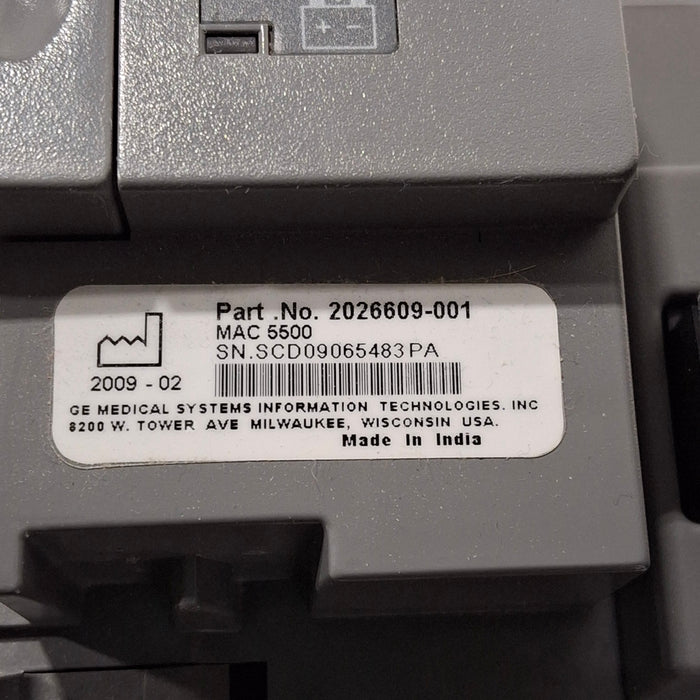 Part .No. 2026609-001
MAC 5500
SN.SCD09065483PA
2009 - 02
GE MEDICAL SYSTEMS INFORMATION TECHNOLOGIES. INC
8200 W. TOWER AVE MILWAUKEE, WISCONSIN USA.
Made In India